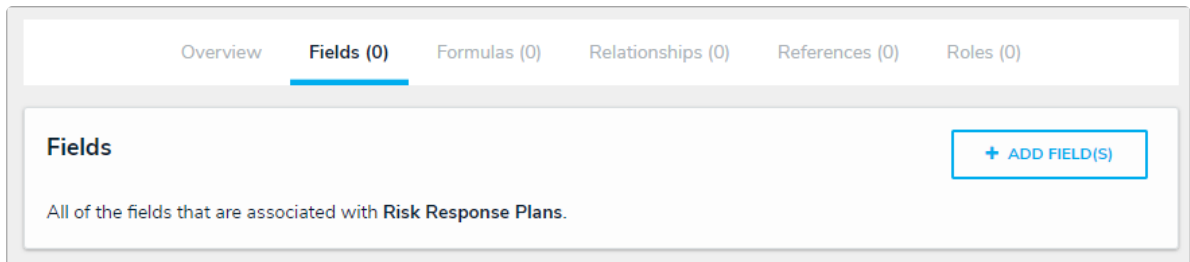 Overview Fields (0) Formulas (0) Relationships (0) References (0) Roles (0)
Fields
+ ADD FIELD(S)
All of the fields that are associated with Risk Response Plans.